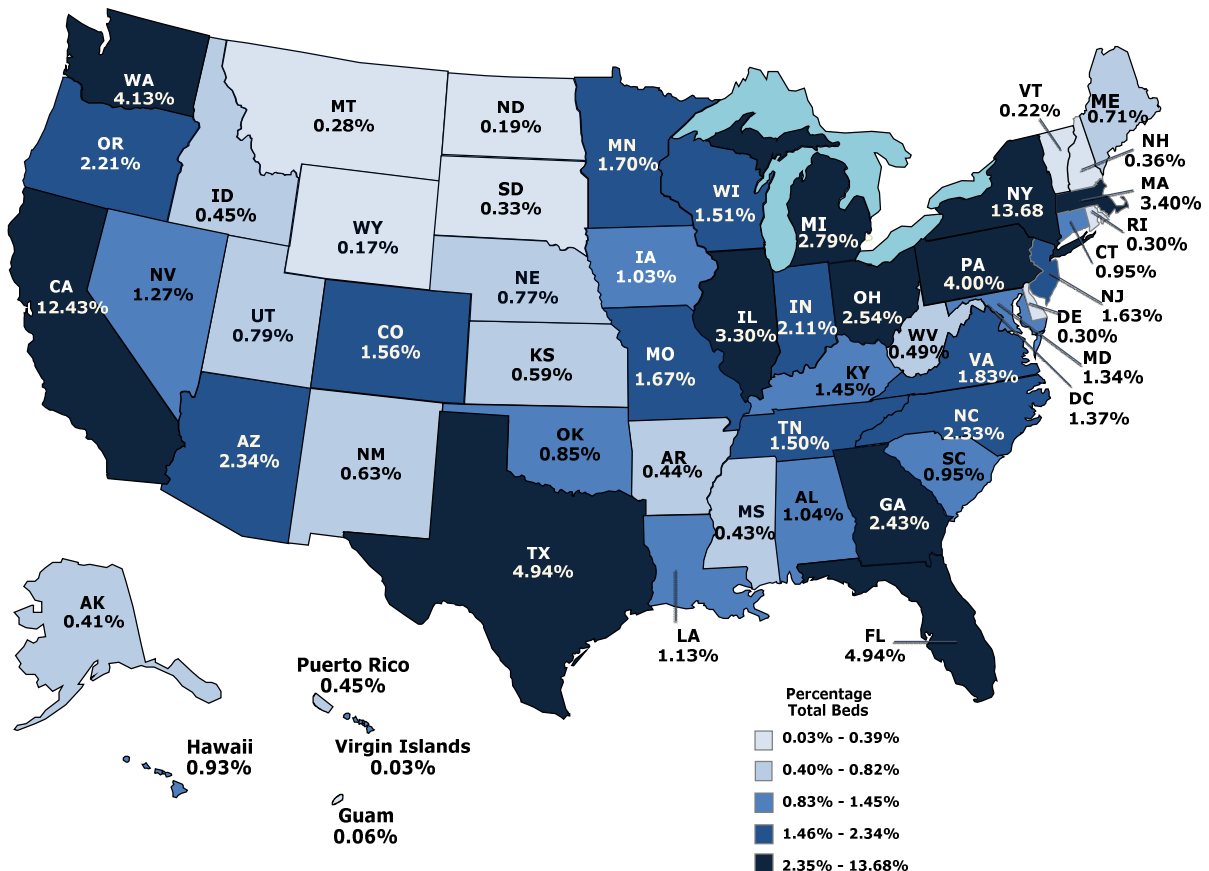 WA
4.13%
OR
2.21%
CA
12.43%
ID
0.45%
NV
1.27%
MT
0.28%
WY
0.17%
UT
0.79%
AZ
2.34%
CO
1.56%
NM
0.63%
ND
0.19%
SD
0.33%
NE
0.77%
KS
0.59%
OK
0.85%
TX
4.94%
MN
1.70%
IA
1.03%
MO
1.67%
AR
0.44%
LA
1.13%
WI
1.51%
IL
3.30%
MI
2.79%
IN
2.11%
OH
2.54%
KY
1.45%
TN
1.50%
MS
0.43%
AL
1.04%
GA
2.43%
FL
4.94%
SC
0.95%
NC
2.33%
VA
1.83%
WV
0.49%
PA
4.00%
NY
13.68
VT
0.22%
ME
0.71%
NH
0.36%
MA
3.40%
RI
0.30%
CT
0.95%
NJ
1.63%
DE
0.30%
MD
1.34%
DC
1.37%
AK
0.41%
Hawaii
0.93%
Puerto Rico
0.45%
Virgin Islands
0.03%
Guam
0.06%
Percentage
Total Beds
0.03% - 0.39%
0.40% - 0.82%
0.83% - 1.45%
1.46% - 2.34%
2.35% - 13.68%